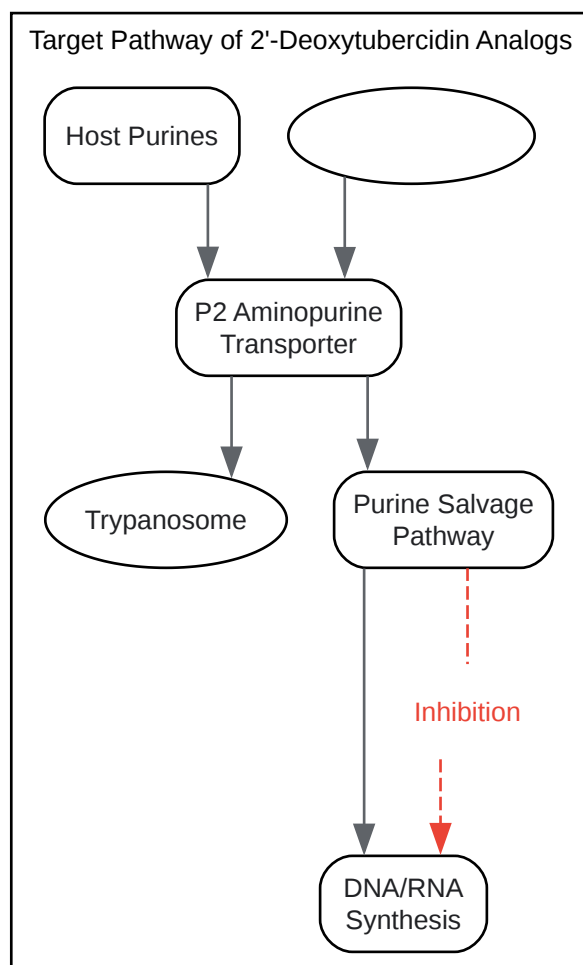 Target Pathway of 2'-Deoxytubercidin Analogs
Host Purines
P2 Aminopurine
Transporter
Trypanosome
Purine Salvage
Pathway
Inhibition
DNA/RNA
Synthesis